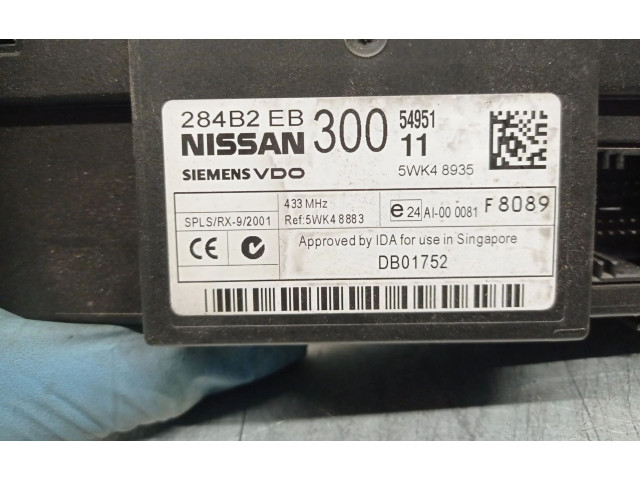 284B2 EB 300 54951
NISSAN 11
SIEMENS VDO 5WK4 8935
433 MHz
SPLS/RX-9/2001 Ref:5WK4 8883 e24 AI-00 0081 F 8089
CE Approved by IDA for use in Singapore
DB01752